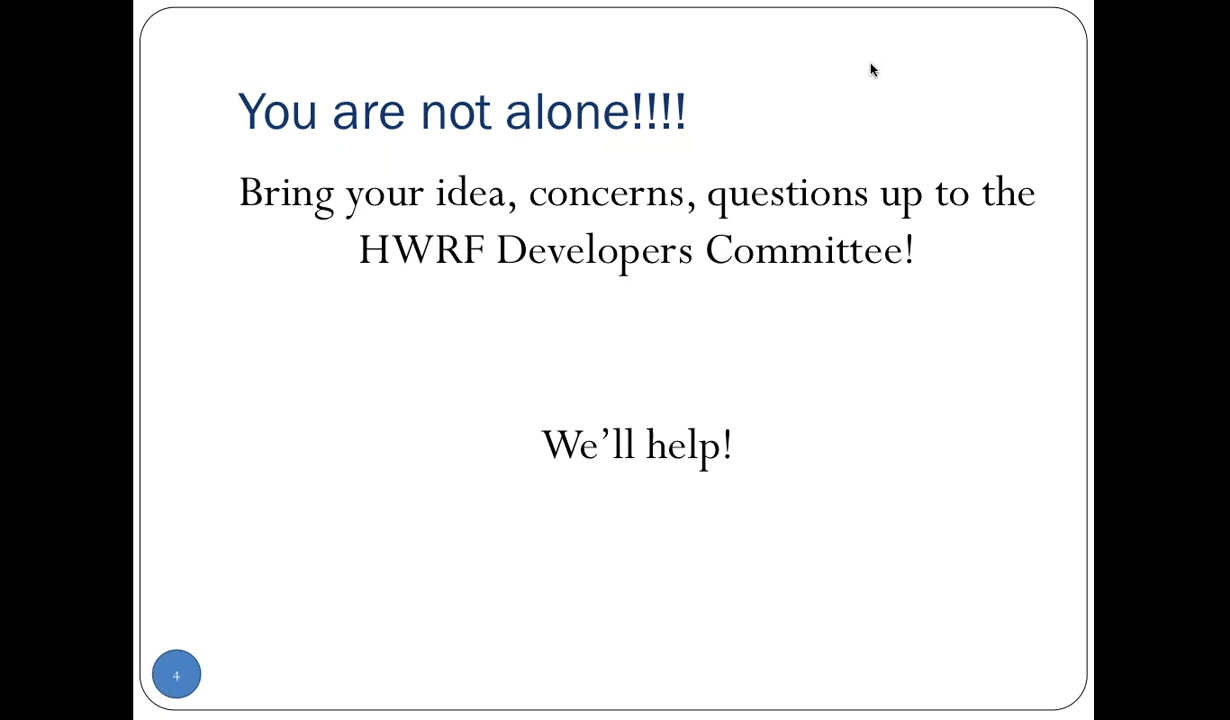 You are not alone!!!!
Bring your idea, concerns, questions up to the
HWRF Developers Committee!
We’ll help!
4